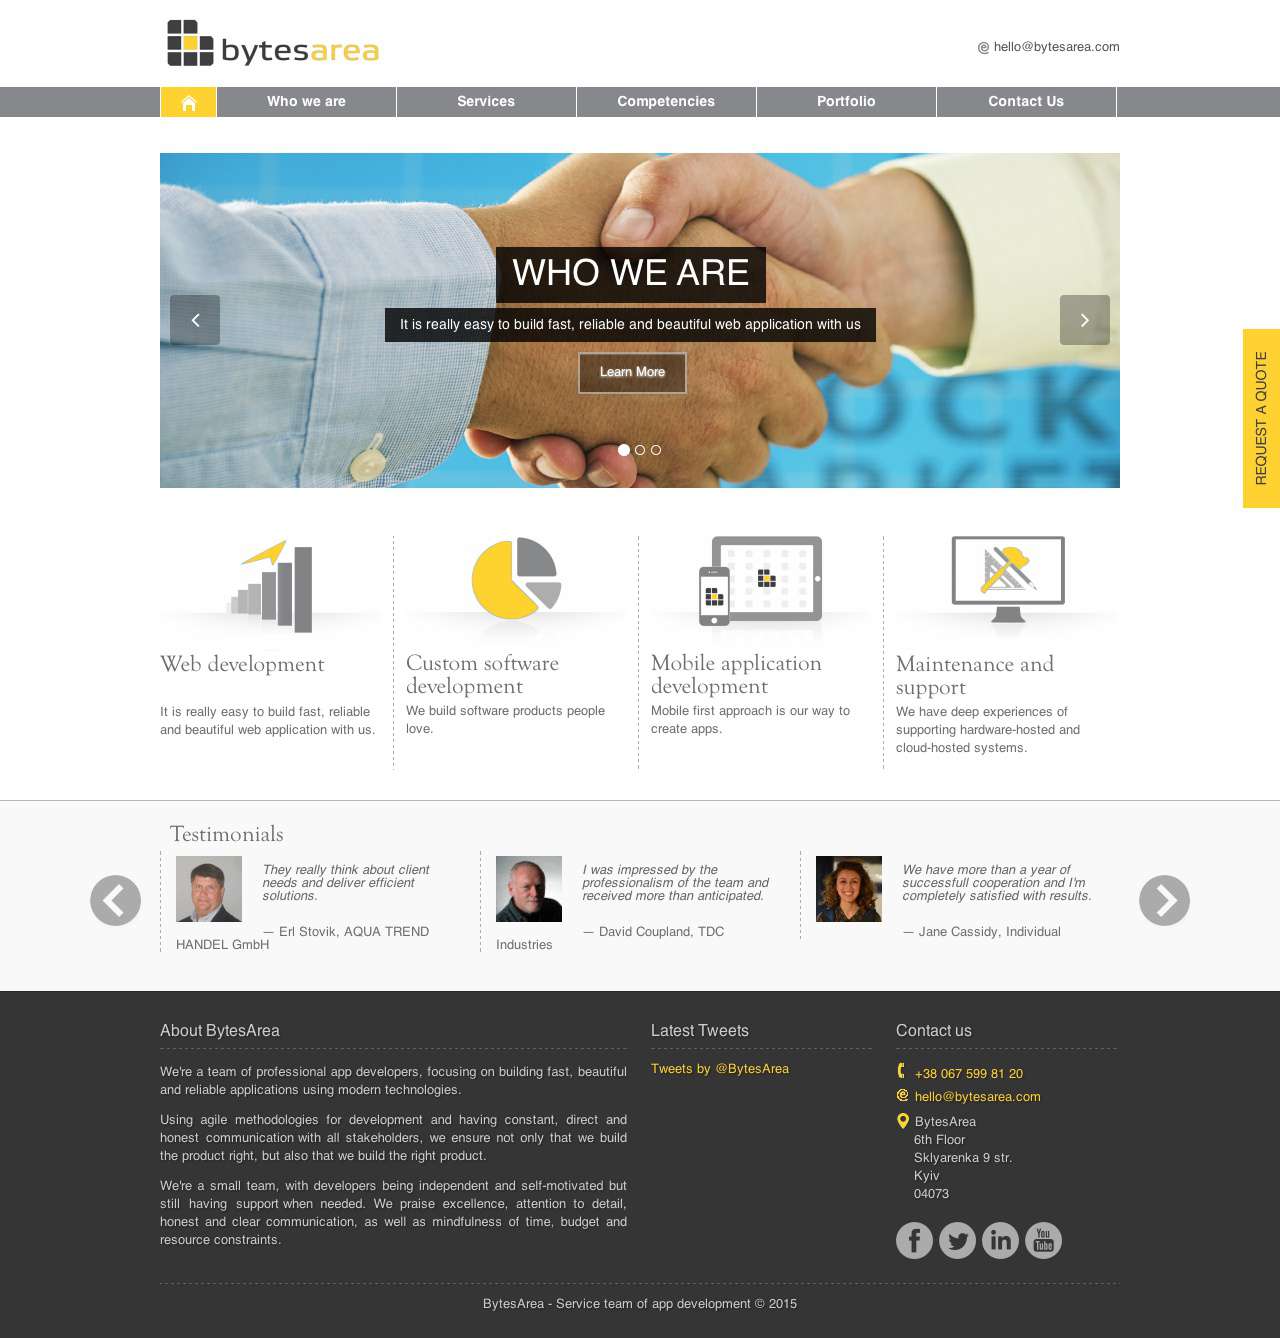 bytesarea
@ hello@bytesarea.com
Who we are
Services
Competencies
Portfolio
Contact Us
WHO WE ARE
It is really easy to build fast, reliable and beautiful web application with us
Learn More
OCK
ARKET
REQUEST A QUOTE
Web development
It is really easy to build fast, reliable
and beautiful web application with us.
Custom software
development
We build software products people
love.
Mobile application
development
Mobile first approach is our way to
create apps.
Maintenance and
support
We have deep experiences of
supporting hardware-hosted and
cloud-hosted systems.
Testimonials
They really think about client
needs and deliver efficient
solutions.
— Erl Stovik, AQUA TREND
HANDEL GmbH
I was impressed by the
professionalism of the team and
received more than anticipated.
— David Coupland, TDC
Industries
We have more than a year of
successfull cooperation and I'm
completely satisfied with results.
— Jane Cassidy, Individual
About BytesArea
We're a team of professional app developers, focusing on building fast, beautiful
and reliable applications using modern technologies.
Using agile methodologies for development and having constant, direct and
honest communication with all stakeholders, we ensure not only that we build
the product right, but also that we build the right product.
We're a small team, with developers being independent and self-motivated but
still having support when needed. We praise excellence, attention to detail,
honest and clear communication, as well as mindfulness of time, budget and
resource constraints.
Latest Tweets
Tweets by @BytesArea
Contact us
+38 067 599 81 20
@ hello@bytesarea.com
BytesArea
6th Floor
Sklyarenka 9 str.
Kyiv
04073
f
in
You
Tube
BytesArea - Service team of app development © 2015